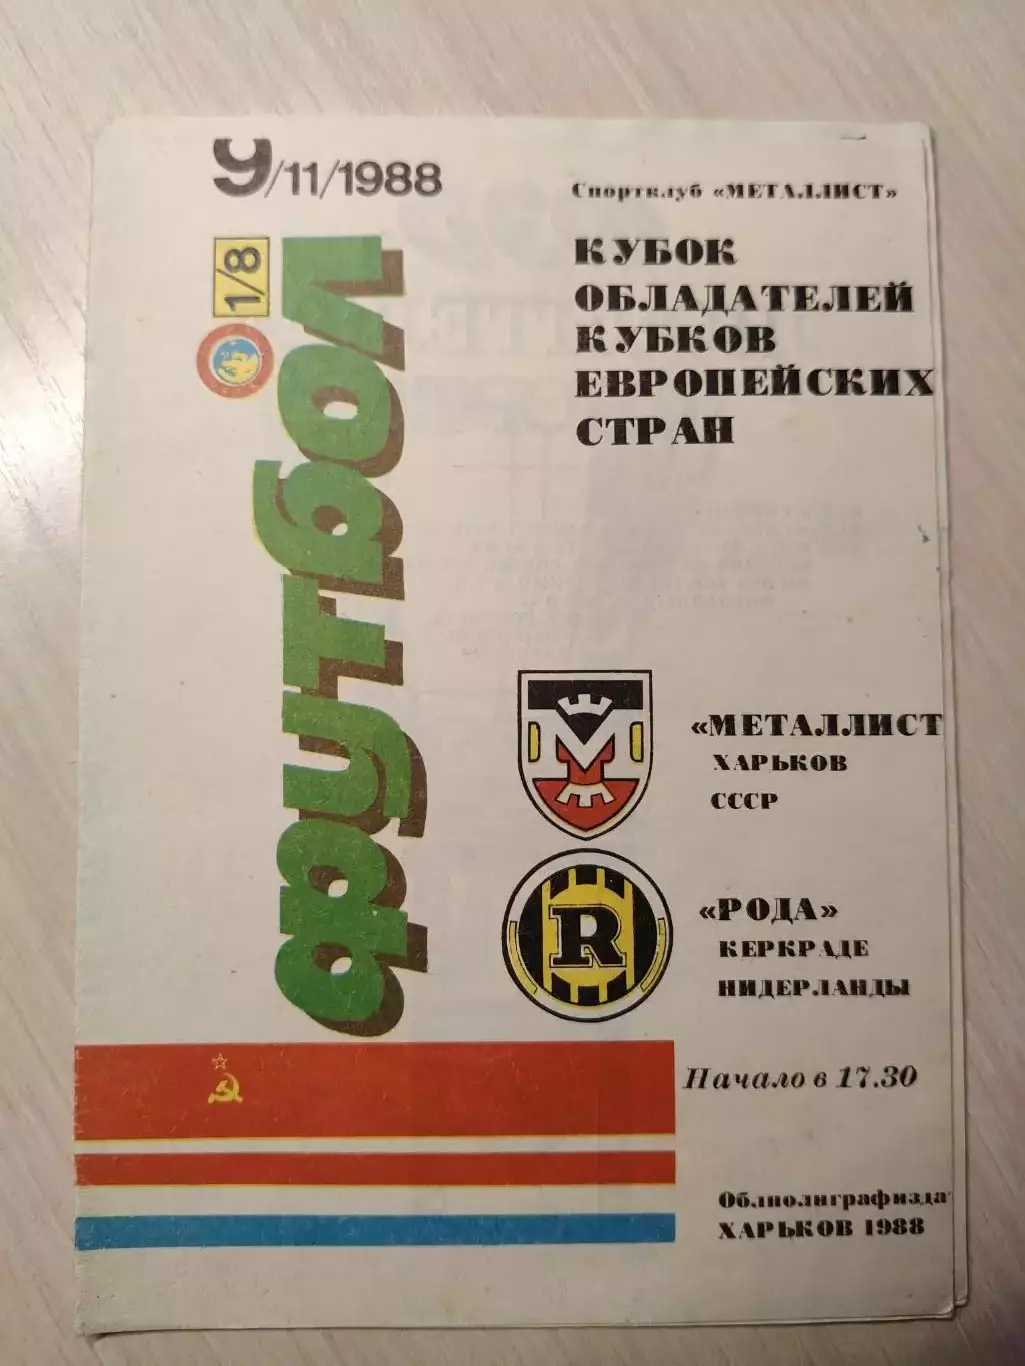 9/11/1988
1/8
футбол
Спортклуб «МЕТАЛЛИСТ»
КУБОК
ОБЛАДАТЕЛЕЙ
КУБКОВ
ЕВРОПЕЙСКИХ
СТРАН
М
«МЕТАЛЛИСТ
ХАРЬКОВ
СССР
R
«РОДА»
КЕРКРАДЕ
НИДЕРЛАНДЫ
Начало в 17.30
Облполиграфизда
ХАРЬКОВ 1988